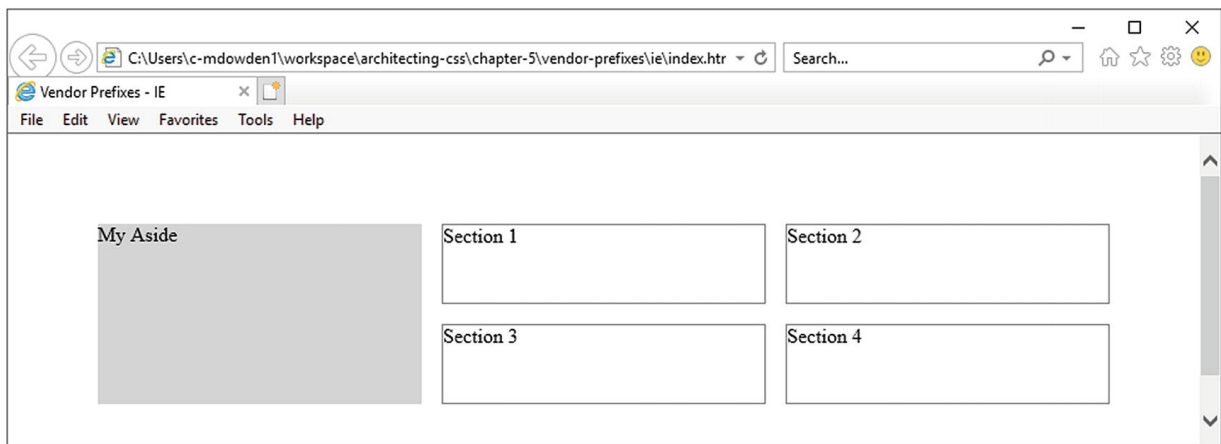 C:\Users\c-mdowden1\workspace\architecting-css\chapter-5\vendor-prefixes\ie\index.htr
Search...
Vendor Prefixes - IE
File Edit View Favorites Tools Help
My Aside
Section 1
Section 2
Section 3
Section 4